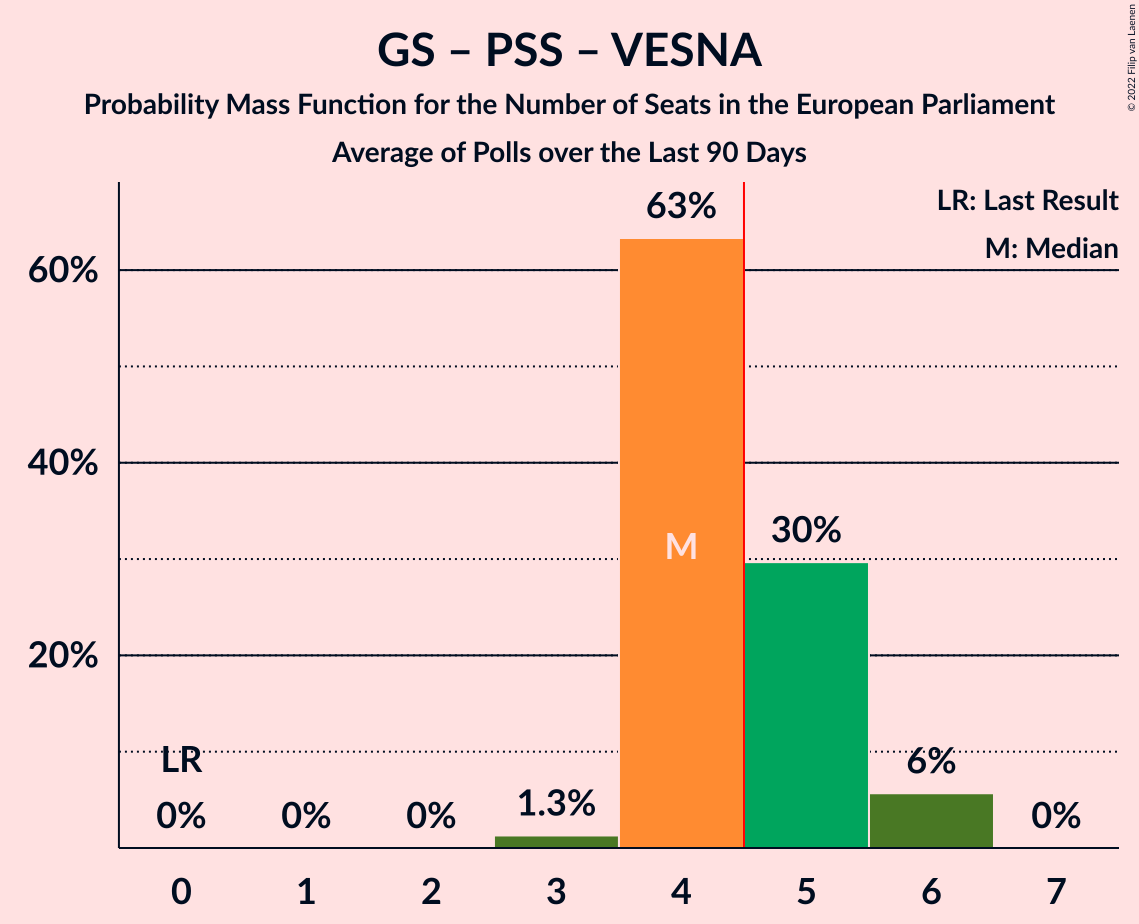 GS – PSS – VESNA
Probability Mass Function for the Number of Seats in the European Parliament
Average of Polls over the Last 90 Days
© 2022 Filip van Laenen
LR: Last Result
M: Median
63%
60%
40%
30%
M
20%
LR
6%
1.3%
0% 0% 0% 0%
0 1 2 3 4 5 6 7